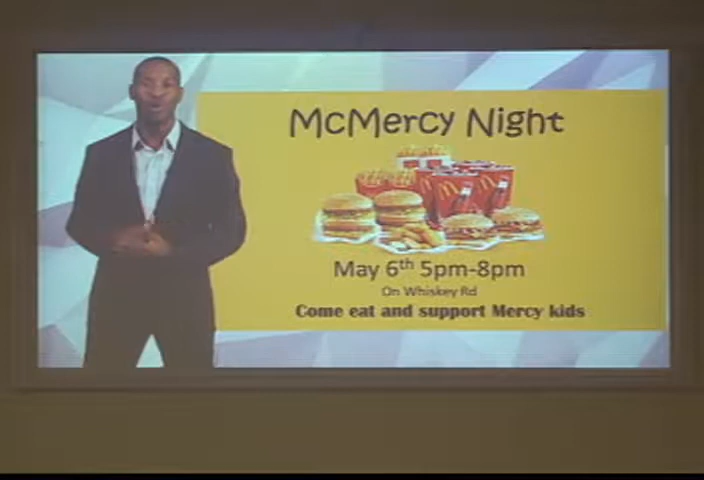 McMercy Night
May 6th 5pm-8pm
On Whiskey Rd
Come eat and support Mercy kids